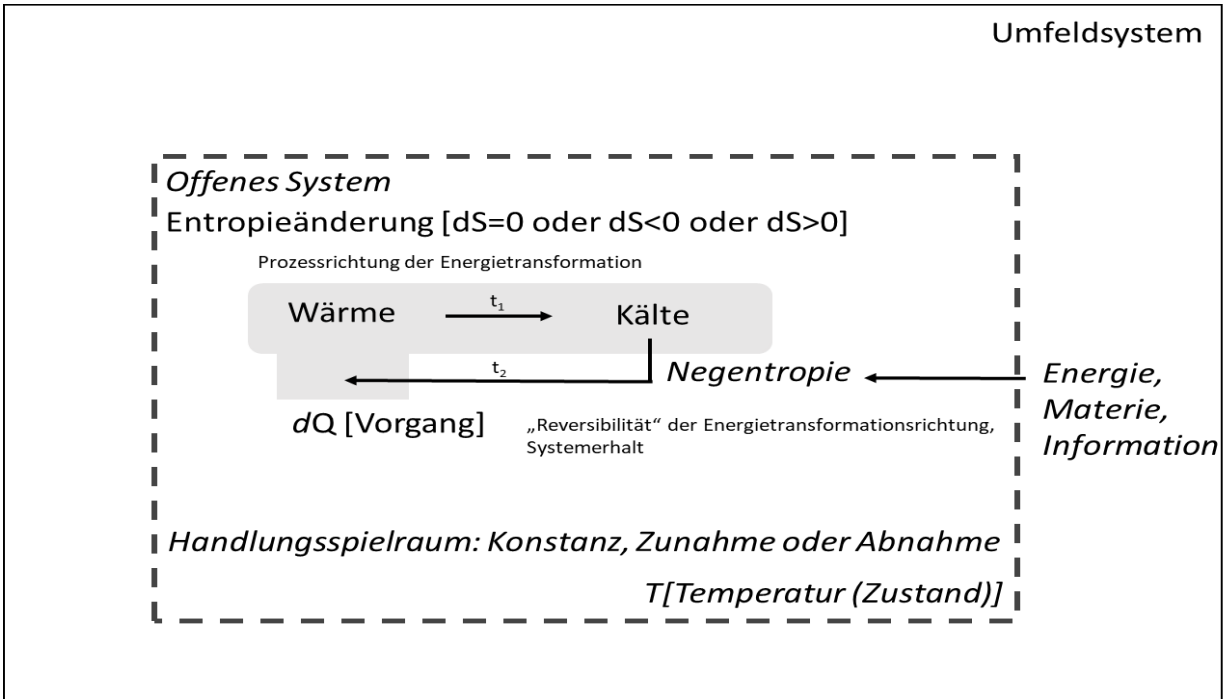 Umfeldsystem
Offenes System
Entropieänderung [dS=0 oder dS<0 oder dS>0]
Prozessrichtung der Energietransformation
Wärme
t₁
Kälte
t₂
Negentropie
Energie,
Materie,
Information
dQ [Vorgang]
„Reversibilität“ der Energietransformationsrichtung,
Systemerhalt
Handlungsspielraum: Konstanz, Zunahme oder Abnahme
T[Temperatur (Zustand)]